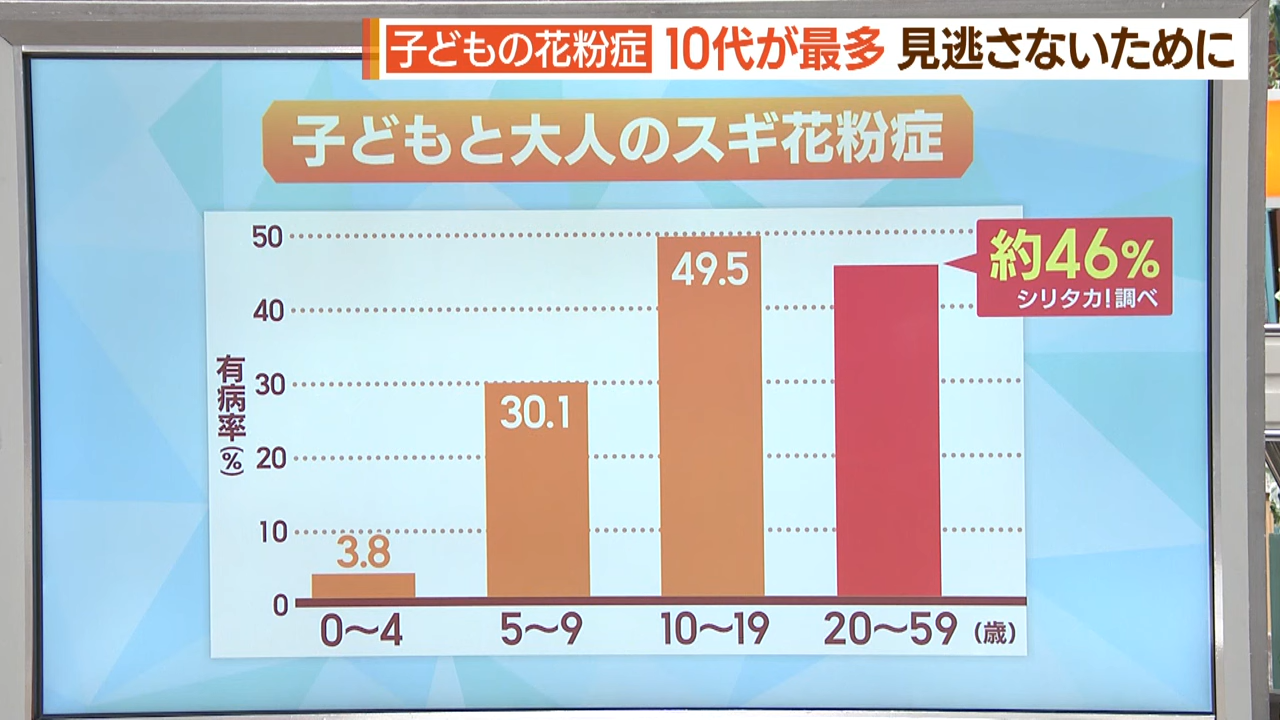 子どもの花粉症 10代が最多 見逃さないために
子どもと大人のスギ花粉症
有病率(%)
50
40
30
20
10
0
3.8
30.1
49.5
約46%
シリタカ!調べ
0〜4 5〜9 10〜19 20〜59 (歳)